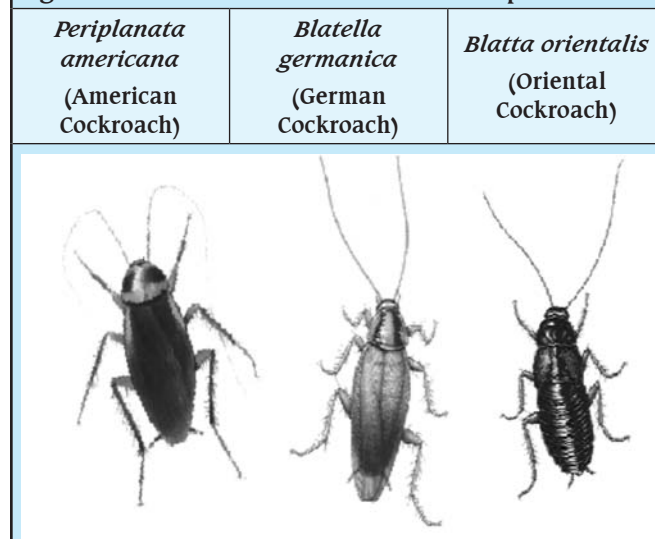 Periplanata
americana
(American
Cockroach)
Blatella
germanica
(German
Cockroach)
Blatta orientalis
(Oriental
Cockroach)